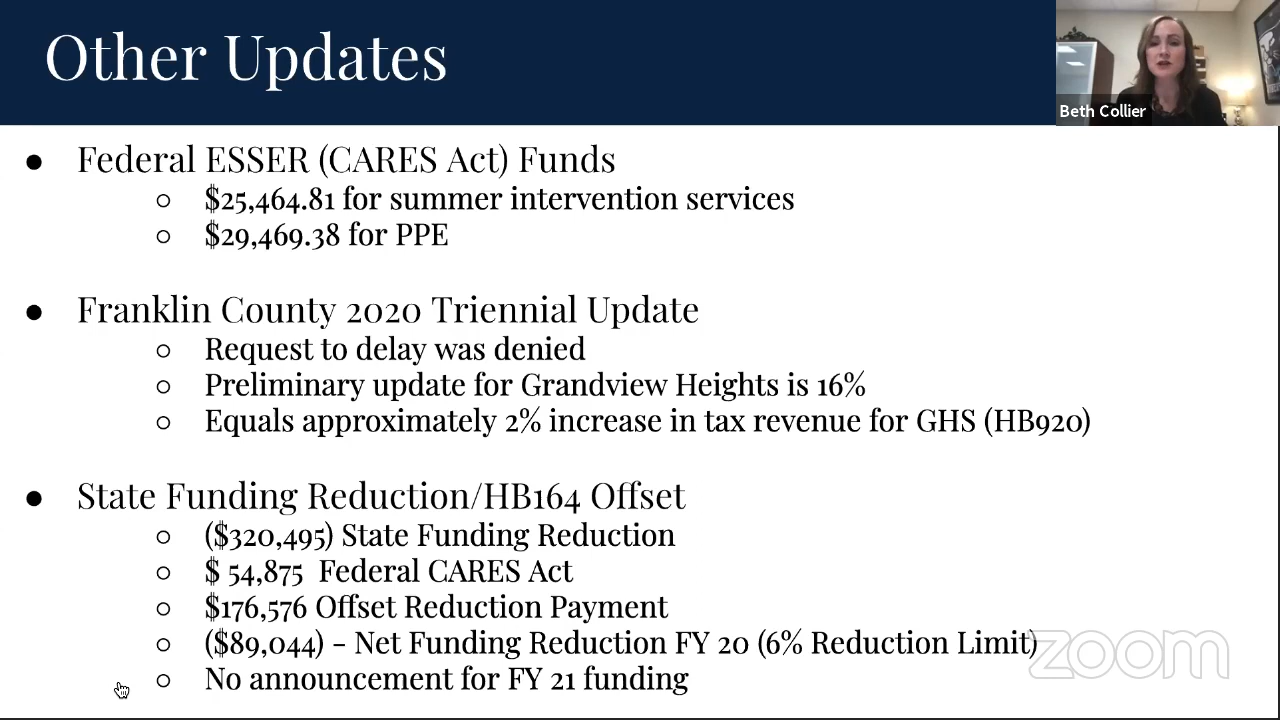 Other Updates
Beth Collier
● Federal ESSER (CARES Act) Funds
○ $25,464.81 for summer intervention services
○ $29,469.38 for PPE
● Franklin County 2020 Triennial Update
○ Request to delay was denied
○ Preliminary update for Grandview Heights is 16%
○ Equals approximately 2% increase in tax revenue for GHS (HB920)
● State Funding Reduction/HB164 Offset
○ ($320,495) State Funding Reduction
○ $ 54,875 Federal CARES Act
○ $176,576 Offset Reduction Payment
○ ($89,044) - Net Funding Reduction FY 20 (6% Reduction Limit)
○ No announcement for FY 21 funding
zoom